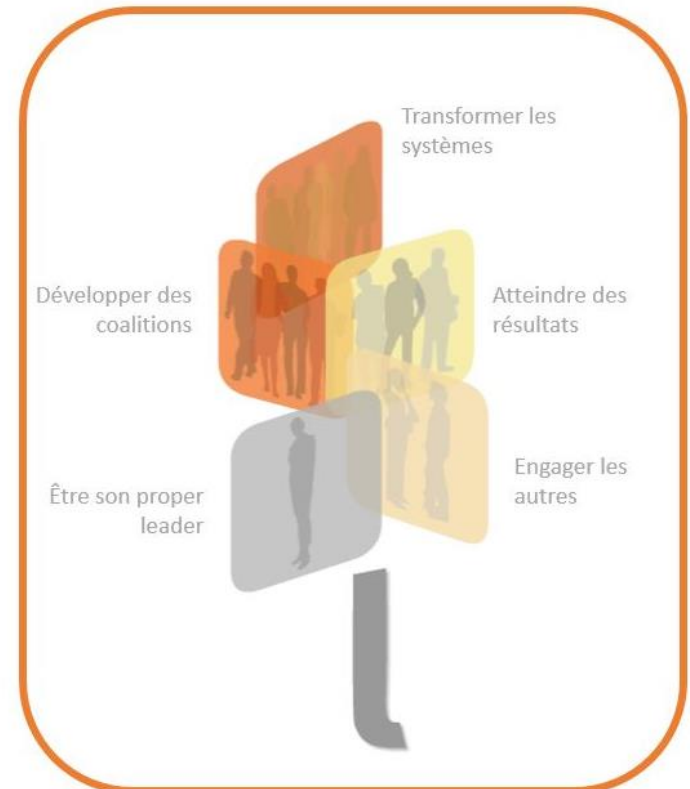 Transformer les
systèmes
Développer des
coalitions
Atteindre des
résultats
Engager les
autres
Être son proper
leader